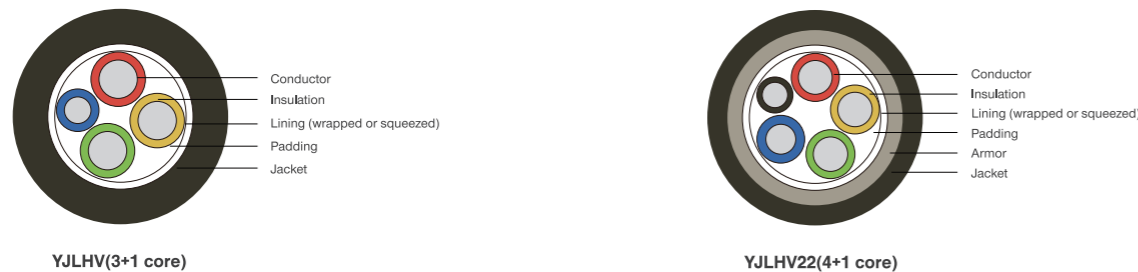 Conductor
Insulation
Lining (wrapped or squeezed)
Padding
Jacket
YJLHV(3+1 core)
Conductor
Insulation
Lining (wrapped or squeezed)
Padding
Armor
Jacket
YJLHV22(4+1 core)